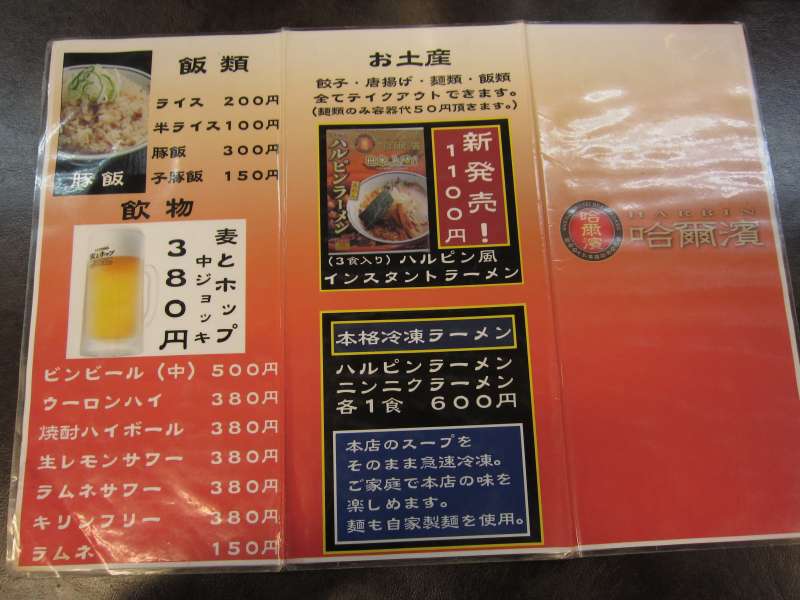 飯類
ライス 200円
半ライス 100円
豚飯 300円
子豚飯 150円
豚飯
飲物
麦とホップ
中ジョッキ
380円
ビンビール(中) 500円
ウーロンハイ 380円
焼酎ハイボール 380円
生レモンサワー 380円
ラムネサワー 380円
キリンフリー 380円
ラムネ 150円
お土産
餃子・唐揚げ・麺類・飯類
全てテイクアウトできます。
(麺類のみ容器代50円頂きます。)
ハルピンラーメン
新発売!
1100円
(3食入り)ハルピン風
インスタントラーメン
本格冷凍ラーメン
ハルピンラーメン
ニンニクラーメン
各1食 600円
本店のスープを
そのまま急速冷凍。
ご家庭で本店の味を
楽しめます。
麺も自家製麺を使用。
HARBIN
哈爾濱
哈爾濱